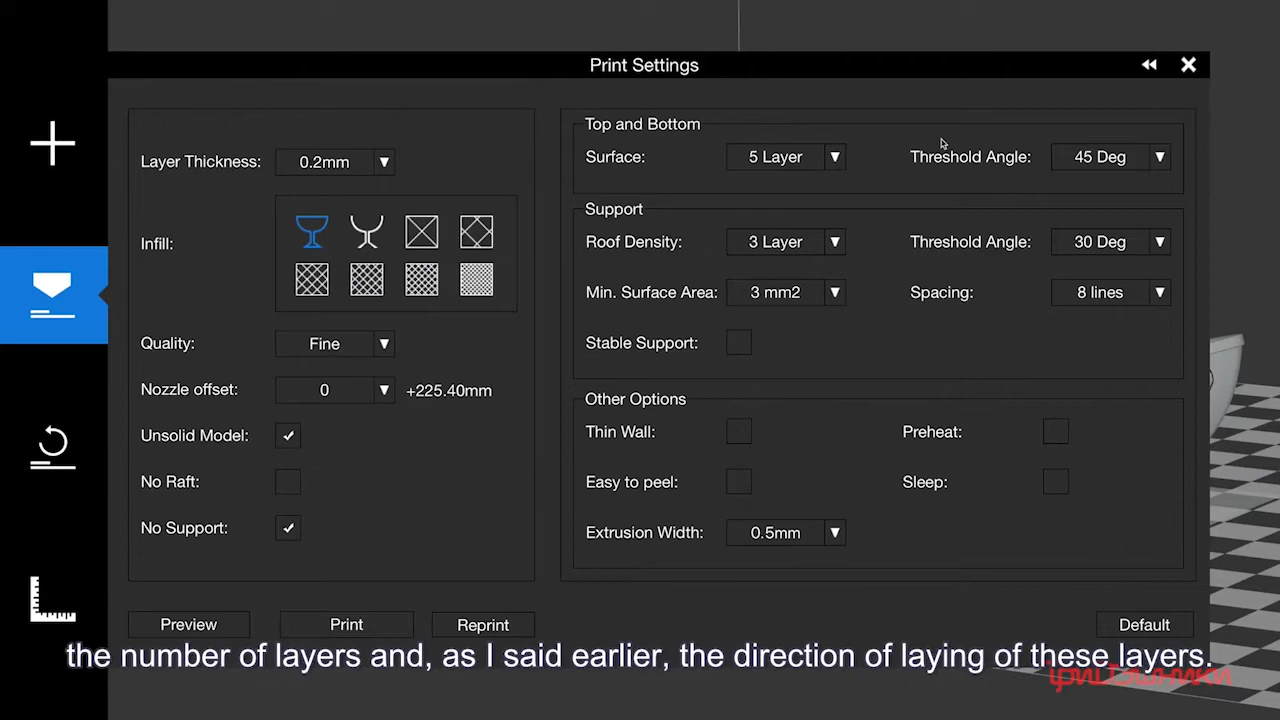 Print Settings
Layer Thickness: 0.2mm
Infill:
Quality: Fine
Nozzle offset: 0 +225.40mm
Unsolid Model:
No Raft:
No Support:
Top and Bottom
Surface: 5 Layer Threshold Angle: 45 Deg
Support
Roof Density: 3 Layer Threshold Angle: 30 Deg
Min. Surface Area: 3 mm2 Spacing: 8 lines
Stable Support:
Other Options
Thin Wall: Preheat:
Easy to peel: Sleep:
Extrusion Width: 0.5mm
Preview Print Reprint Default
the number of layers and, as I said earlier, the direction of laying of these layers.